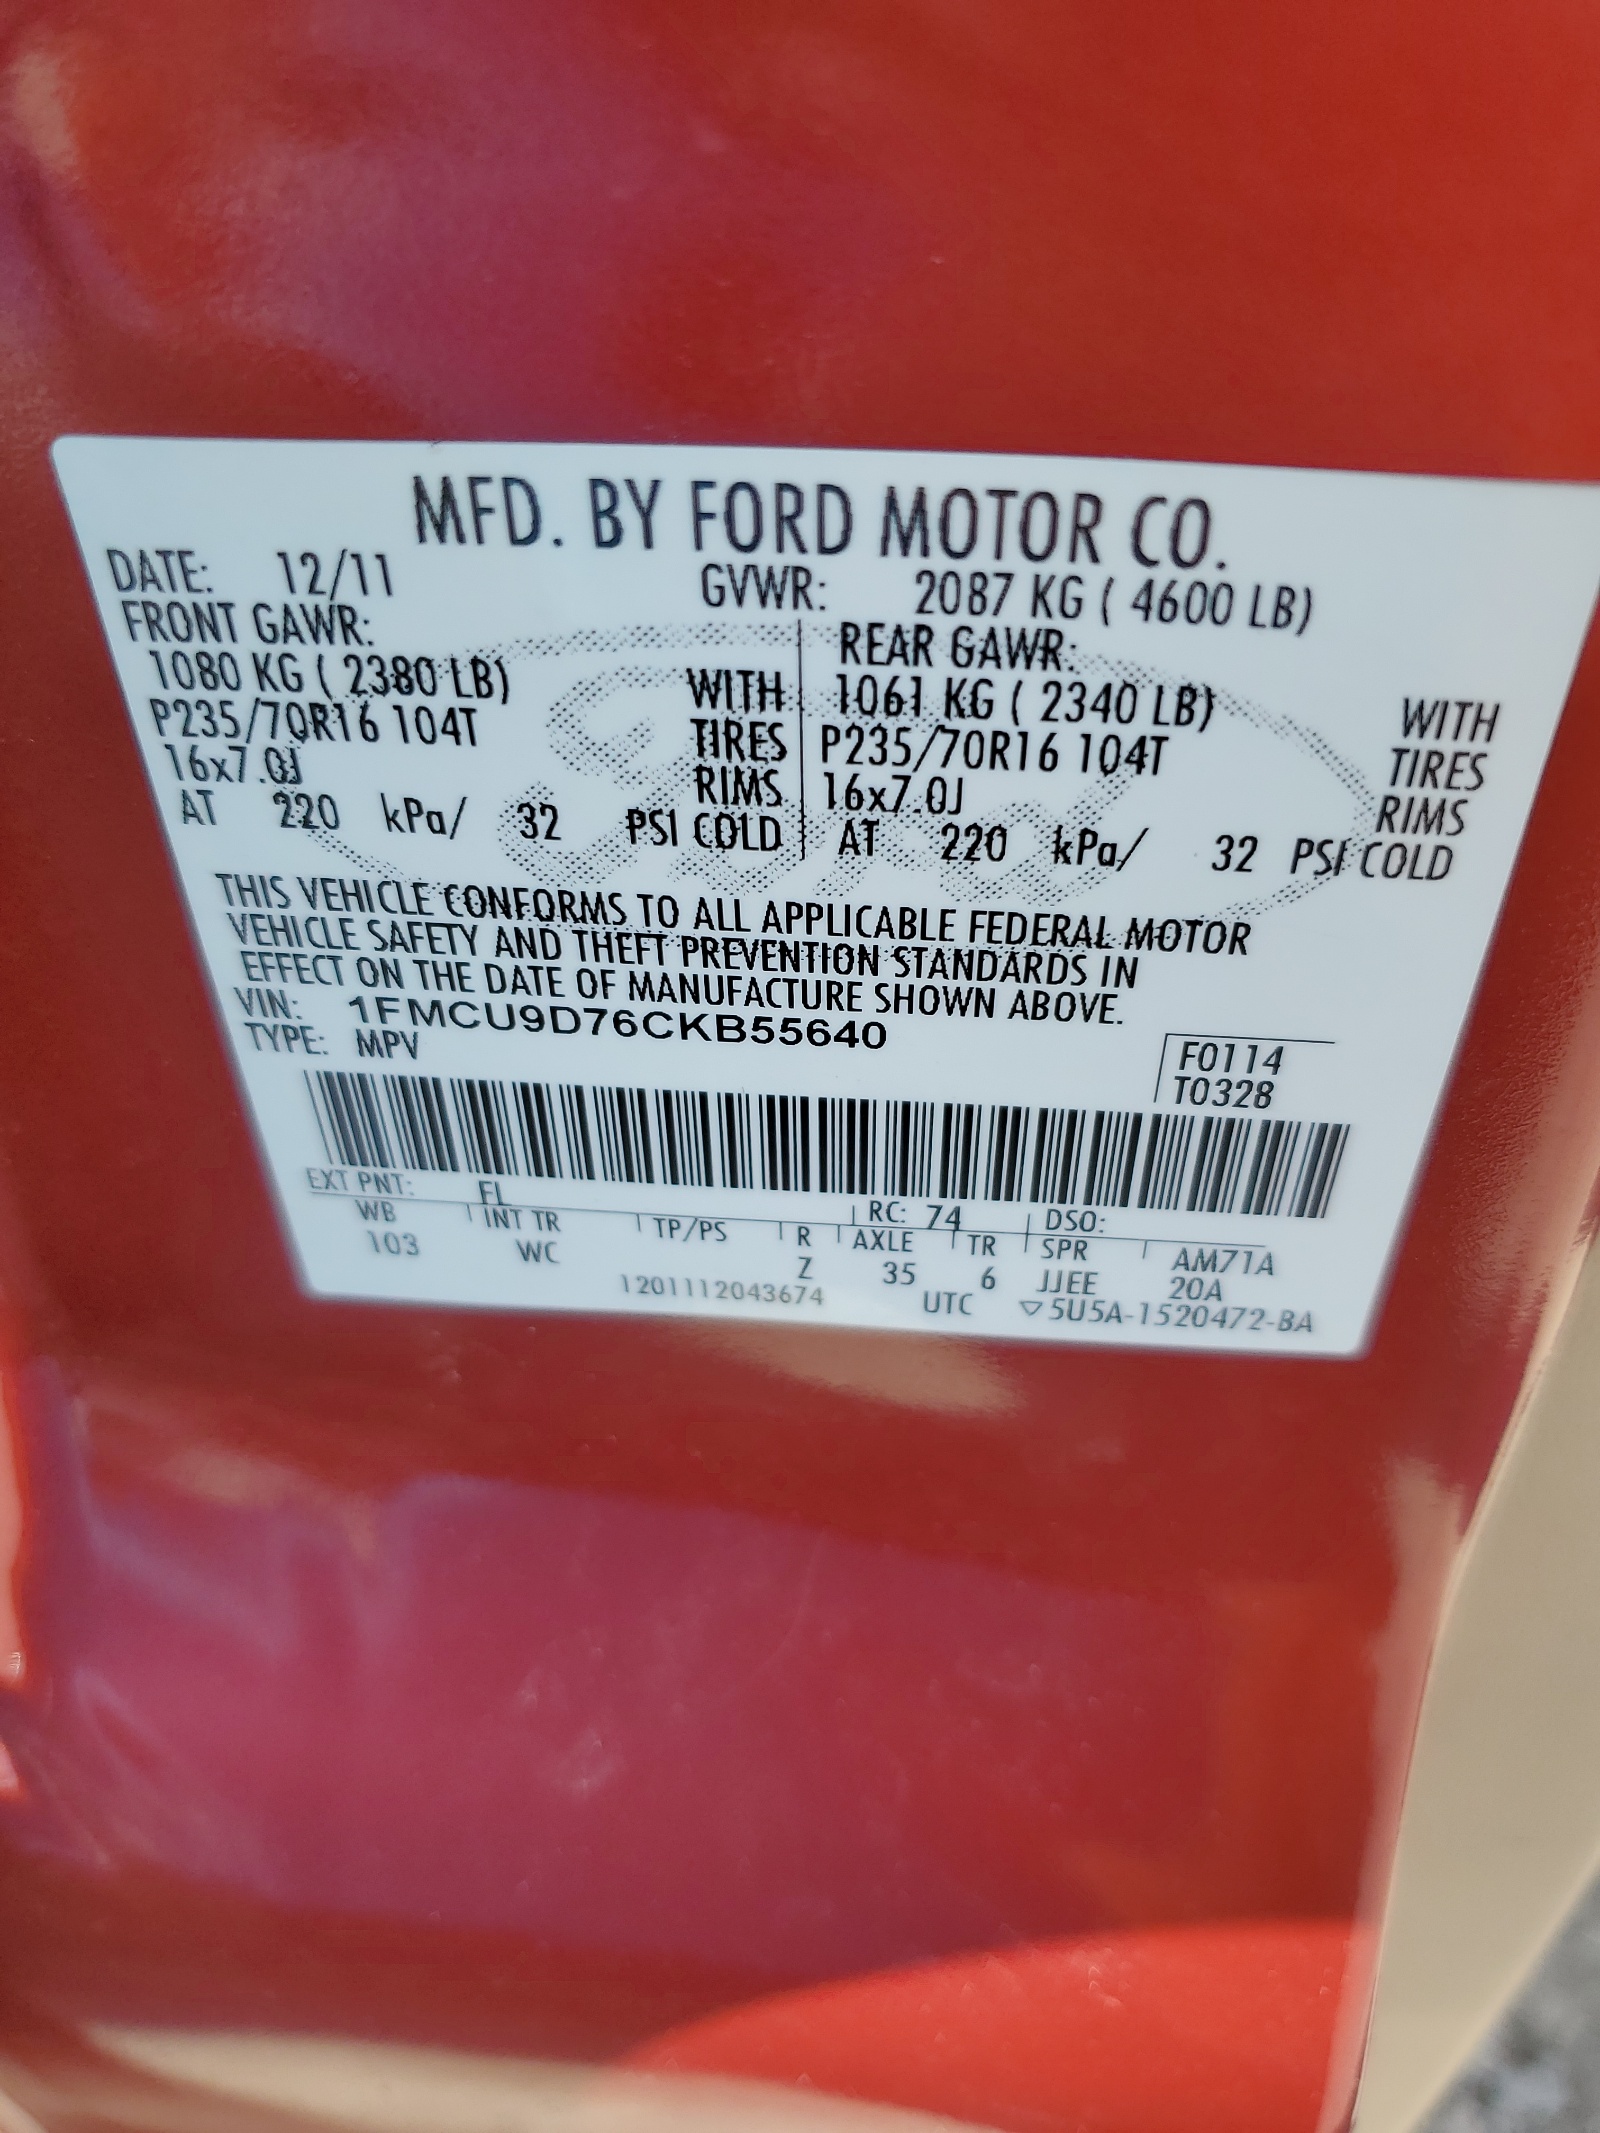 MFD. BY FORD MOTOR CO.
DATE: 12/11 GVWR: 2087 KG ( 4600 LB)
FRONT GAWR: REAR GAWR:
1080 KG ( 2380 LB) WITH 1061 KG ( 2340 LB) WITH
P235/70R16 104T TIRES P235/70R16 104T TIRES
16x7.0J RIMS 16x7.0J RIMS
AT 220 kPa/ 32 PSI COLD AT 220 kPa/ 32 PSI COLD
THIS VEHICLE CONFORMS TO ALL APPLICABLE FEDERAL MOTOR
VEHICLE SAFETY AND THEFT PREVENTION STANDARDS IN
EFFECT ON THE DATE OF MANUFACTURE SHOWN ABOVE.
VIN: 1FMCU9D76CKB55640
TYPE: MPV F0114
T0328
EXT PNT: FL RC: 74 DSO:
WB INT TR TP/PS R AXLE TR SPR AM71A
103 WC Z 35 6 JJEE 20A
1201112043674 UTC ▽5U5A-1520472-BA
Ford